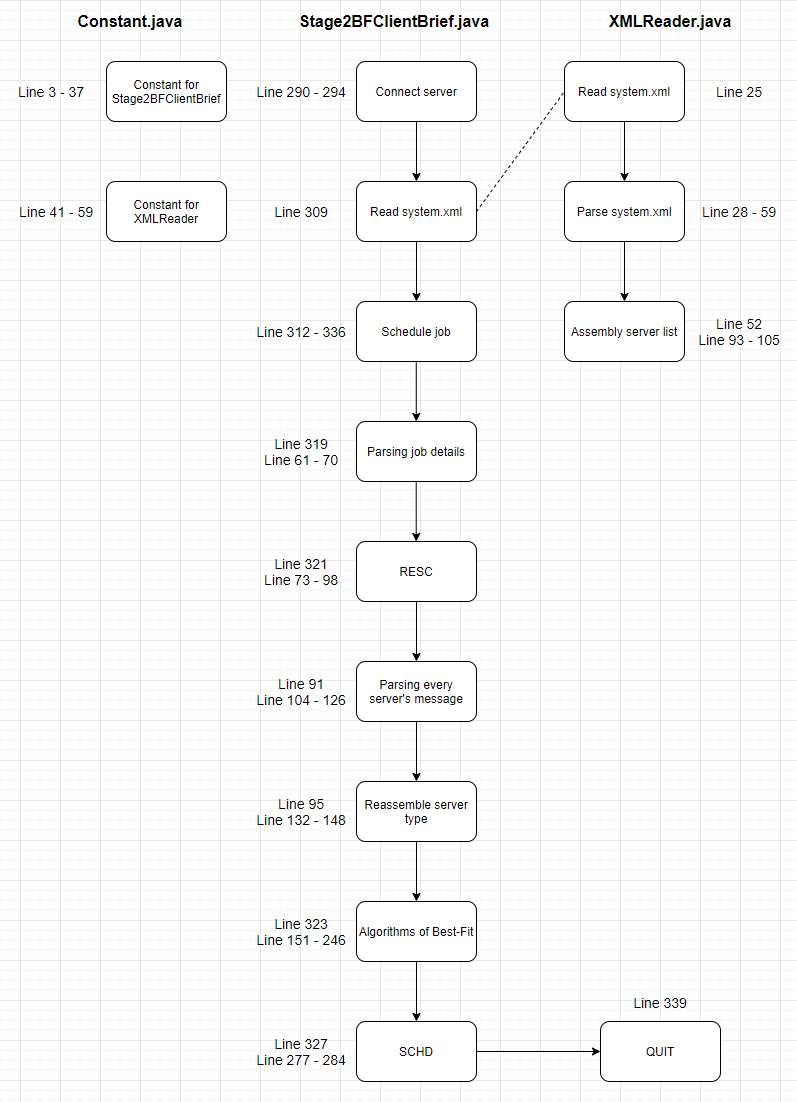 Constant.java
Stage2BFClientBrief.java
XMLReader.java
Line 3 - 37
Constant for
Stage2BFClientBrief
Line 290 - 294
Connect server
Read system.xml
Line 25
Line 41 - 59
Constant for
XMLReader
Line 309
Read system.xml
Parse system.xml
Line 28 - 59
Line 312 - 336
Schedule job
Assembly server list
Line 52
Line 93 - 105
Line 319
Line 61 - 70
Parsing job details
Line 321
Line 73 - 98
RESC
Line 91
Line 104 - 126
Parsing every
server's message
Line 95
Line 132 - 148
Reassemble server
type
Line 323
Line 151 - 246
Algorithms of Best-Fit
Line 327
Line 277 - 284
SCHD
Line 339
QUIT